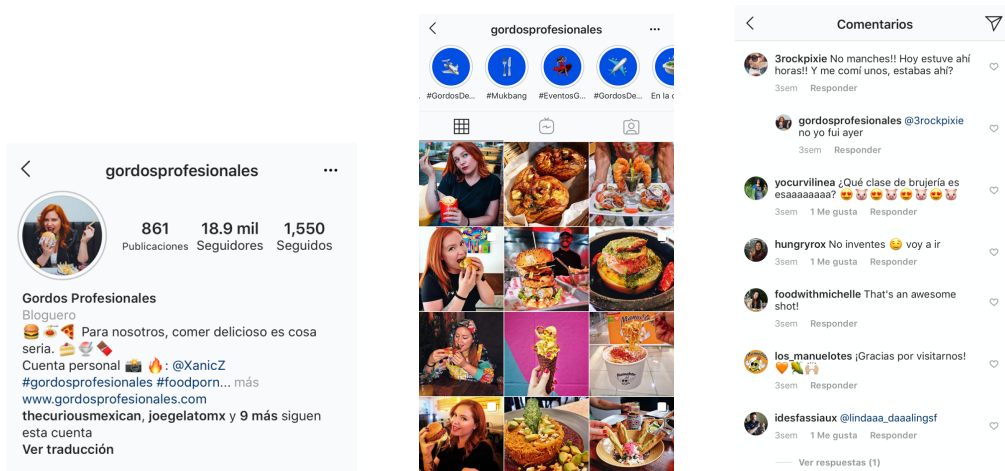 gordosprofesionales
861
18.9 mil
1,550
Publicaciones
Seguidores
Seguidos
Gordos Profesionales
Bloguero
🍔🍜🍕 Para nosotros, comer delicioso es cosa
seria. 🍰🍨🍫
Cuenta personal 📸 🔥: @XanicZ
#gordosprofesionales #foodporn... más
www.gordosprofesionales.com
thecuriousmexican, joegelatomx y 9 más siguen
esta cuenta
Ver traducción
gordosprofesionales
#GordosDe...
#Mukbang
#EventosG...
#GordosDe...
En la c
Manuela
Comentarios
3rockpixie No manches!! Hoy estuve ahí
horas!! Y me comí unos, estabas ahí?
3sem Responder
gordosprofesionales @3rockpixie
no yo fui ayer
3sem Responder
yocurvilinea ¿Qué clase de brujería es
esaaaaaaaa? 😍🐷😍🐷😍🐷😍🐷
3sem 1 Me gusta Responder
hungryrox No inventes 😋 voy a ir
3sem 1 Me gusta Responder
foodwithmichelle That's an awesome
shot!
3sem Responder
los_manuelotes ¡Gracias por visitarnos!
🧡🌽🙌🏻
3sem Responder
idesfassiaux @lindaaa_daaalingsf
3sem 1 Me gusta Responder
Ver respuestas (1)